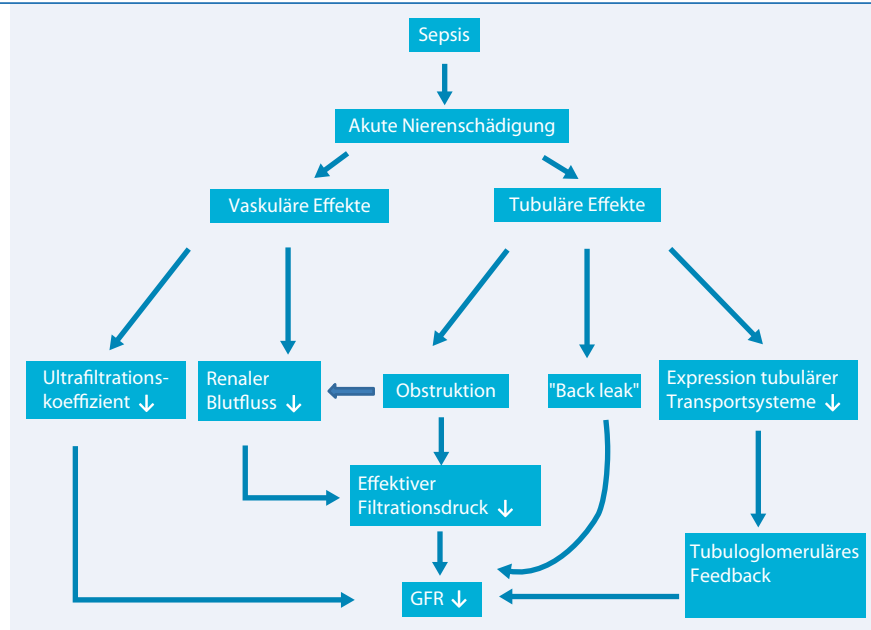 Sepsis
Akute Nierenschädigung
Vaskuläre Effekte
Tubuläre Effekte
Ultrafiltrations-
koeffizient ↓
Renaler
Blutfluss ↓
Obstruktion
"Back leak"
Expression tubulärer
Transportsysteme ↓
Effektiver
Filtrationsdruck ↓
Tubuloglomeruläres
Feedback
GFR ↓